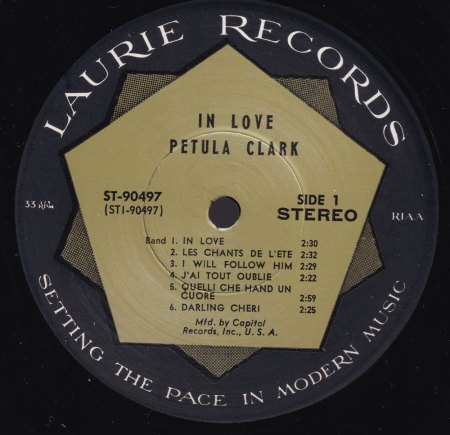 LAURIE RECORDS
IN LOVE
PETULA CLARK
ST-90497
(ST1-90497)
SIDE 1
STEREO
33 ⅓ RPM
RIAA
Band 1. IN LOVE 2:30
2. LES CHANTS DE L'ETE 2:32
3. I WILL FOLLOW HIM 2:29
4. J'AI TOUT OUBLIE 2:22
5. QUELLI CHE HAND UN
CUORE 2:59
6. DARLING CHERI 2:25
Mfd. by Capitol
Records, Inc., U. S. A.
SETTING THE PACE IN MODERN MUSIC